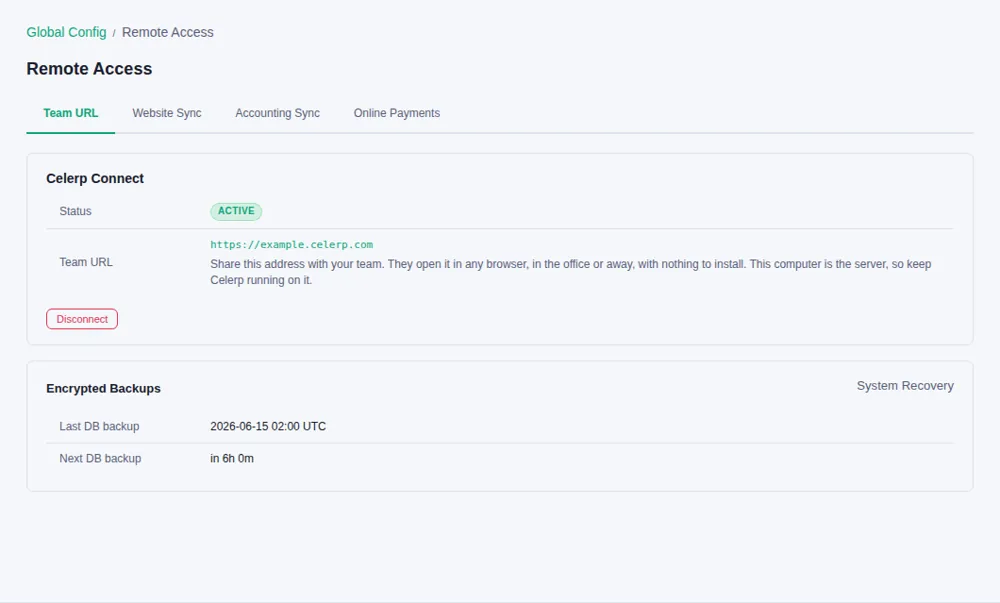 Global Config / Remote Access
Remote Access
Team URL Website Sync Accounting Sync Online Payments
Celerp Connect
Status ACTIVE
https://example.celerp.com
Team URL Share this address with your team. They open it in any browser, in the office or away, with nothing to install. This computer is the server, so keep
Celerp running on it.
Disconnect
Encrypted Backups System Recovery
Last DB backup 2026-06-15 02:00 UTC
Next DB backup in 6h 0m